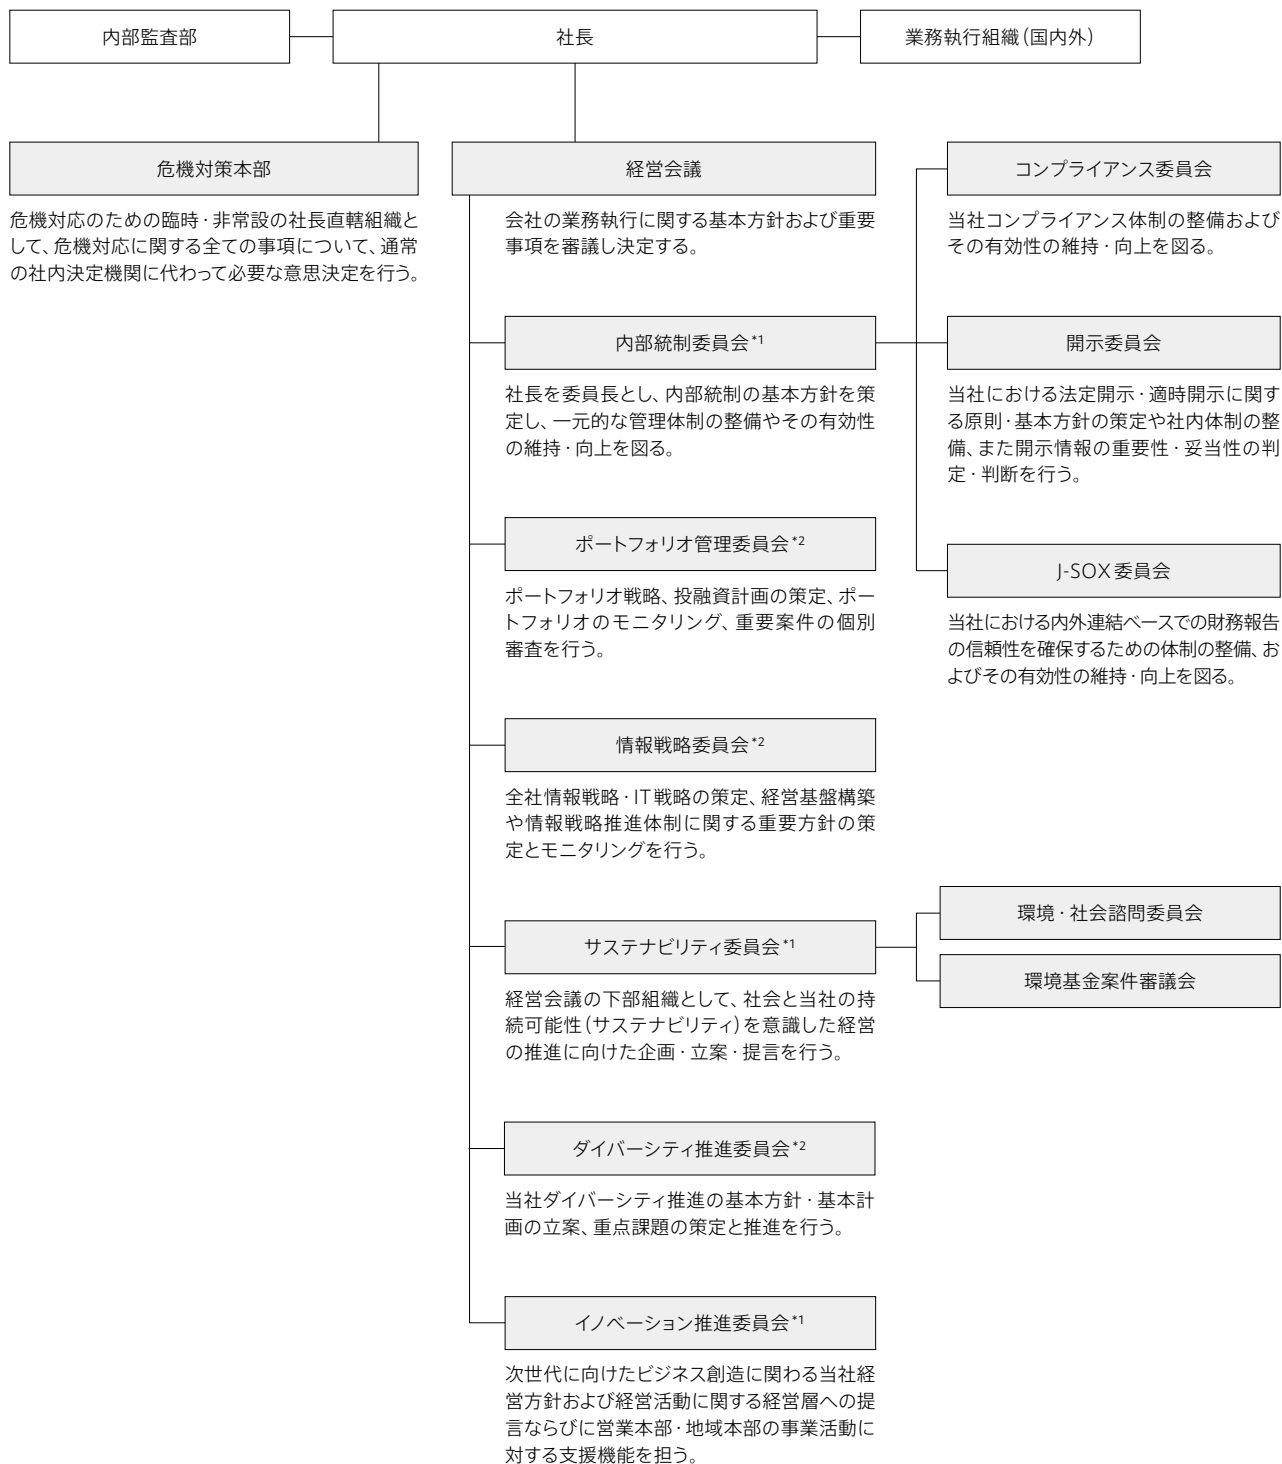 内部監査部
社長
業務執行組織(国内外)
危機対策本部
危機対応のための臨時・非常設の社長直轄組織と
して、危機対応に関する全ての事項について、通常
の社内決定機関に代わって必要な意思決定を行う。
経営会議
会社の業務執行に関する基本方針および重要
事項を審議し決定する。
内部統制委員会*1
社長を委員長とし、内部統制の基本方針を策
定し、一元的な管理体制の整備やその有効性
の維持・向上を図る。
コンプライアンス委員会
当社コンプライアンス体制の整備および
その有効性の維持・向上を図る。
開示委員会
当社における法定開示・適時開示に関す
る原則・基本方針の策定や社内体制の整
備、また開示情報の重要性・妥当性の判
定・判断を行う。
J-SOX委員会
当社における内外連結ベースでの財務報告
の信頼性を確保するための体制の整備、お
よびその有効性の維持・向上を図る。
ポートフォリオ管理委員会*2
ポートフォリオ戦略、投融資計画の策定、ポー
トフォリオのモニタリング、重要案件の個別
審査を行う。
情報戦略委員会*2
全社情報戦略・IT戦略の策定、経営基盤構築
や情報戦略推進体制に関する重要方針の策
定とモニタリングを行う。
サステナビリティ委員会*1
経営会議の下部組織として、社会と当社の持
続可能性(サステナビリティ)を意識した経営
の推進に向けた企画・立案・提言を行う。
環境・社会諮問委員会
環境基金案件審議会
ダイバーシティ推進委員会*2
当社ダイバーシティ推進の基本方針・基本計
画の立案、重点課題の策定と推進を行う。
イノベーション推進委員会*1
次世代に向けたビジネス創造に関わる当社経
営方針および経営活動に関する経営層への提
言ならびに営業本部・地域本部の事業活動に
対する支援機能を担う。